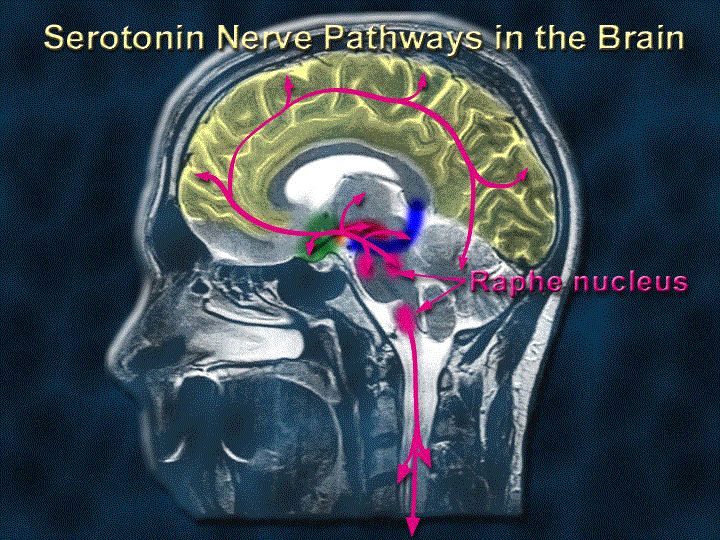 Serotonin Nerve Pathways in the Brain
Raphe nucleus